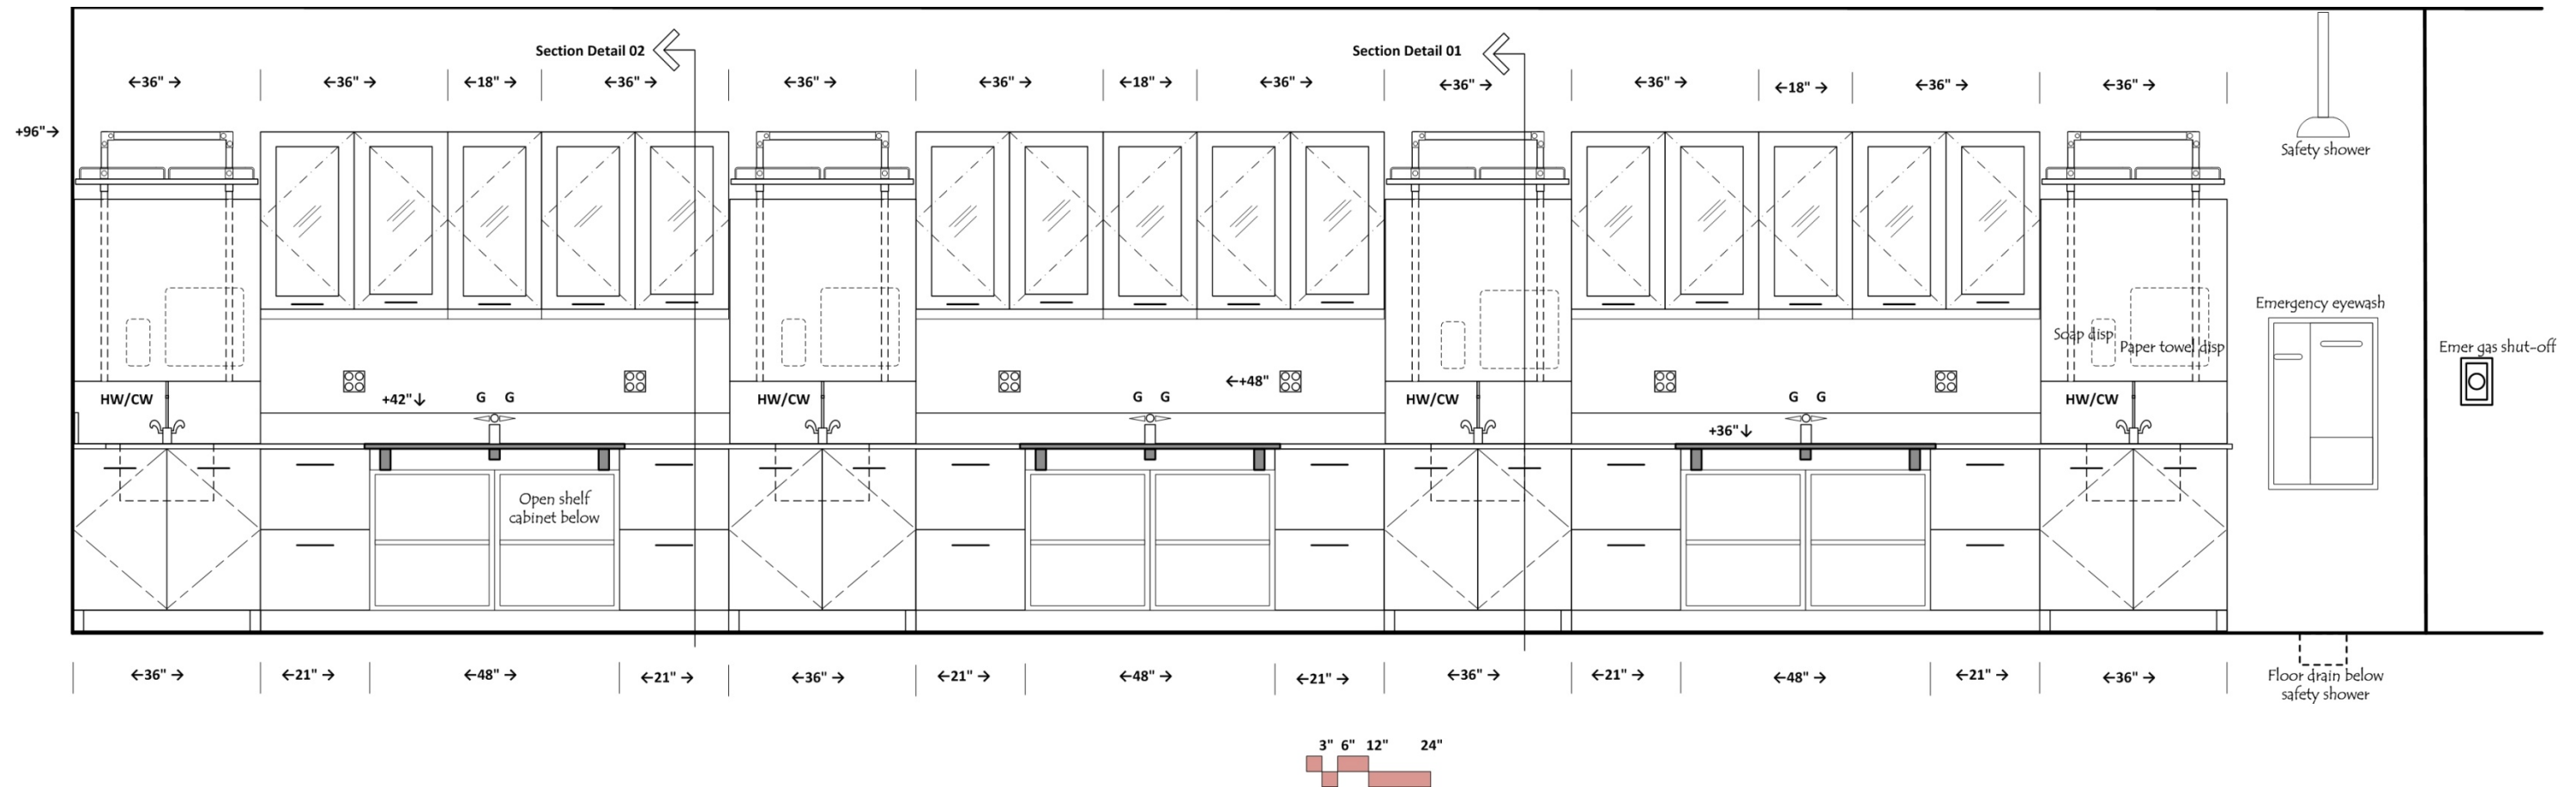 Section Detail 02
Section Detail 01
←36" →
←36" →
←18" →
←36" →
←36" →
←36" →
←18" →
←36" →
←36" →
←36" →
←18" →
←36" →
←36" →
+96"→
Safety shower
Emergency eyewash
Soap disp
Paper towel disp
Emer gas shut-off
HW/CW
+42"↓
G G
HW/CW
G G
←+48"
HW/CW
G G
HW/CW
+36"↓
Open shelf
cabinet below
←36" →
←21" →
←48" →
←21" →
←36" →
←21" →
←48" →
←21" →
←36" →
←21" →
←48" →
←21" →
←36" →
Floor drain below
safety shower
3" 6" 12" 24"